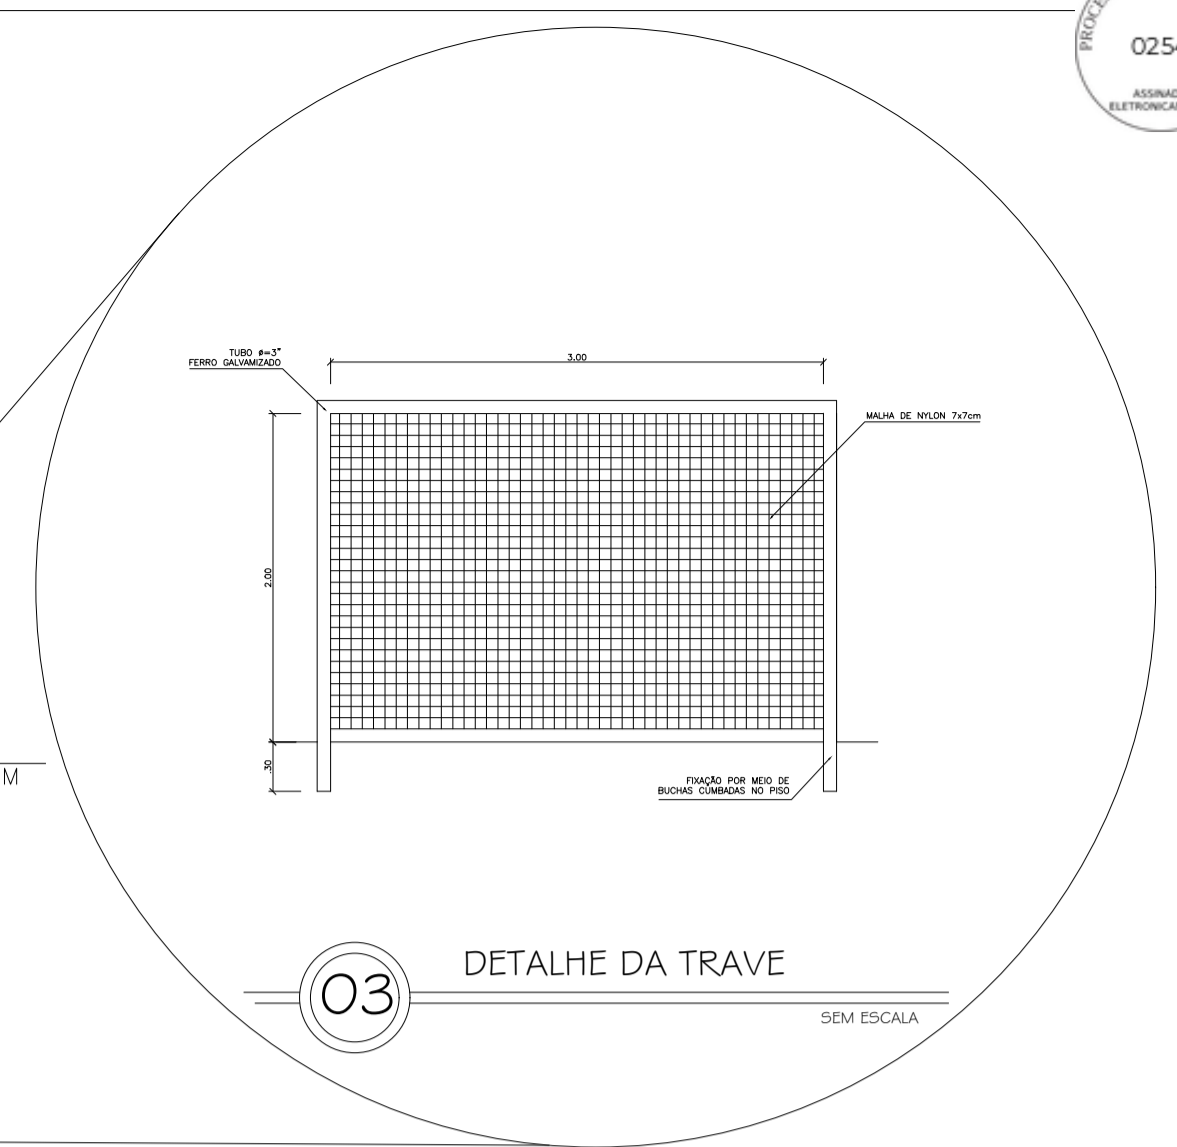 0254
ASSINAD
ELETRONICA
TUBO ø=3"
FERRO GALVAMIZADO
3.00
MALHA DE NYLON 7x7cm
2.00
.30
M
FIXAÇÃO POR MEIO DE
BUCHAS CUMBADAS NO PISO
DETALHE DA TRAVE
03
SEM ESCALA